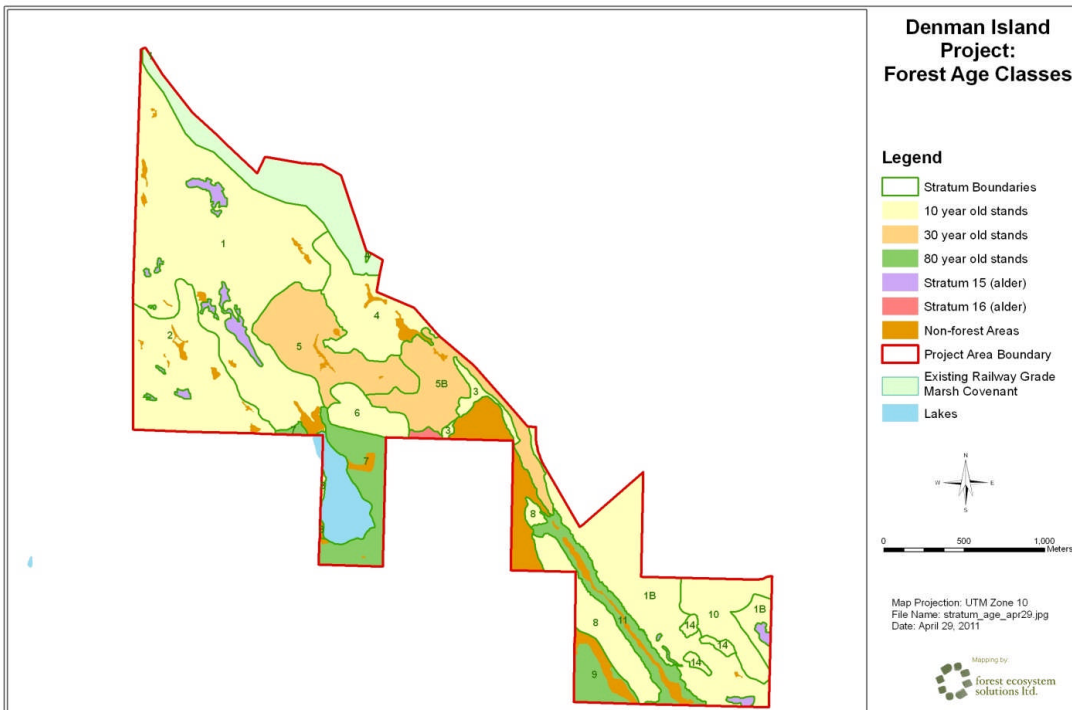 Denman Island
Project:
Forest Age Classes
Legend
Stratum Boundaries
10 year old stands
30 year old stands
80 year old stands
Stratum 15 (alder)
Stratum 16 (alder)
Non-forest Areas
Project Area Boundary
Existing Railway Grade
Marsh Covenant
Lakes
N
W
E
S
0 500 1,000
Meters
Map Projection: UTM Zone 10
File Name: stratum_age_apr29.jpg
Date: April 29, 2011
Mapping by
forest ecosystem
solutions ltd.
1
4
2
5
5B
3
6
3
7
8
1B
10
1B
14
8
11
14
14
9